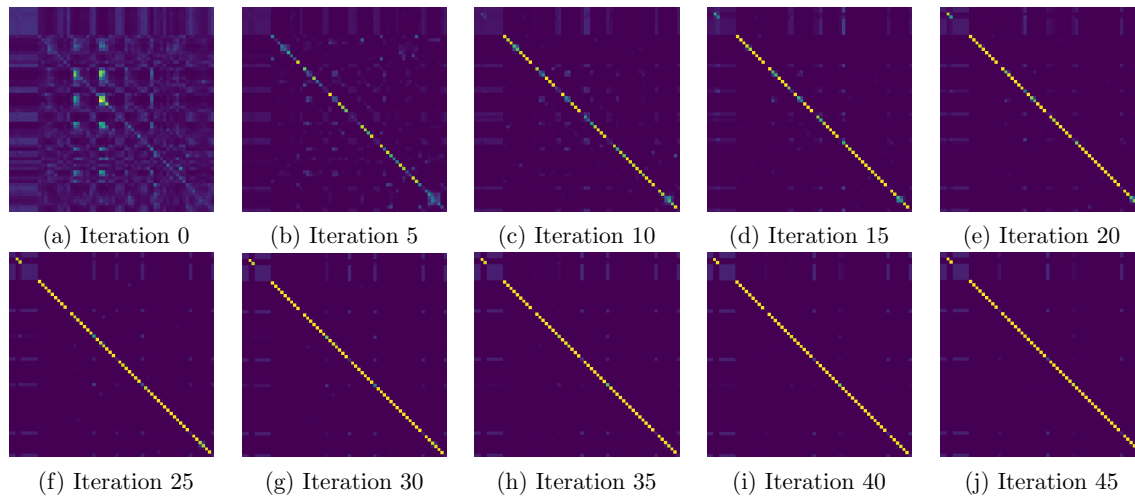 (a) Iteration 0 (b) Iteration 5 (c) Iteration 10 (d) Iteration 15 (e) Iteration 20
(f) Iteration 25 (g) Iteration 30 (h) Iteration 35 (i) Iteration 40 (j) Iteration 45